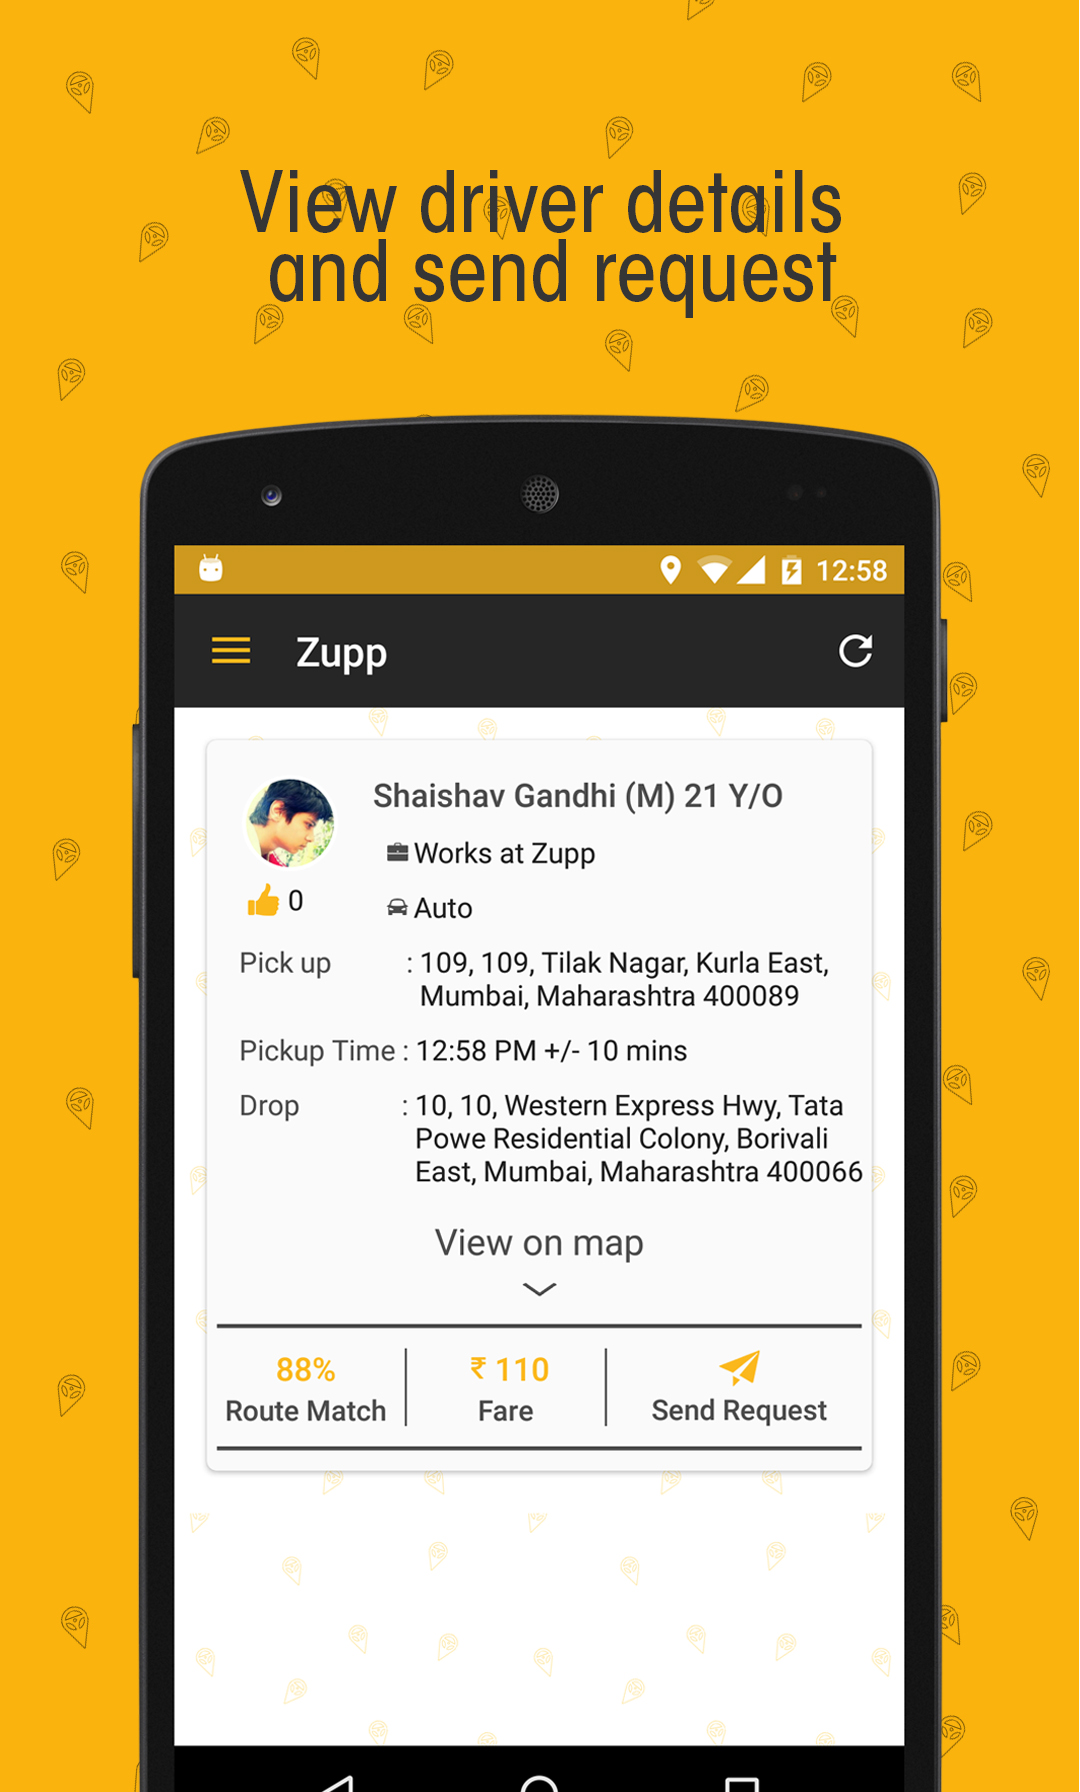 View driver details
and send request
12:58
Zupp
Shaishav Gandhi (M) 21 Y/O
Works at Zupp
0
Auto
Pick up : 109, 109, Tilak Nagar, Kurla East,
Mumbai, Maharashtra 400089
Pickup Time : 12:58 PM +/- 10 mins
Drop : 10, 10, Western Express Hwy, Tata
Powe Residential Colony, Borivali
East, Mumbai, Maharashtra 400066
View on map
88% ₹ 110
Route Match Fare Send Request